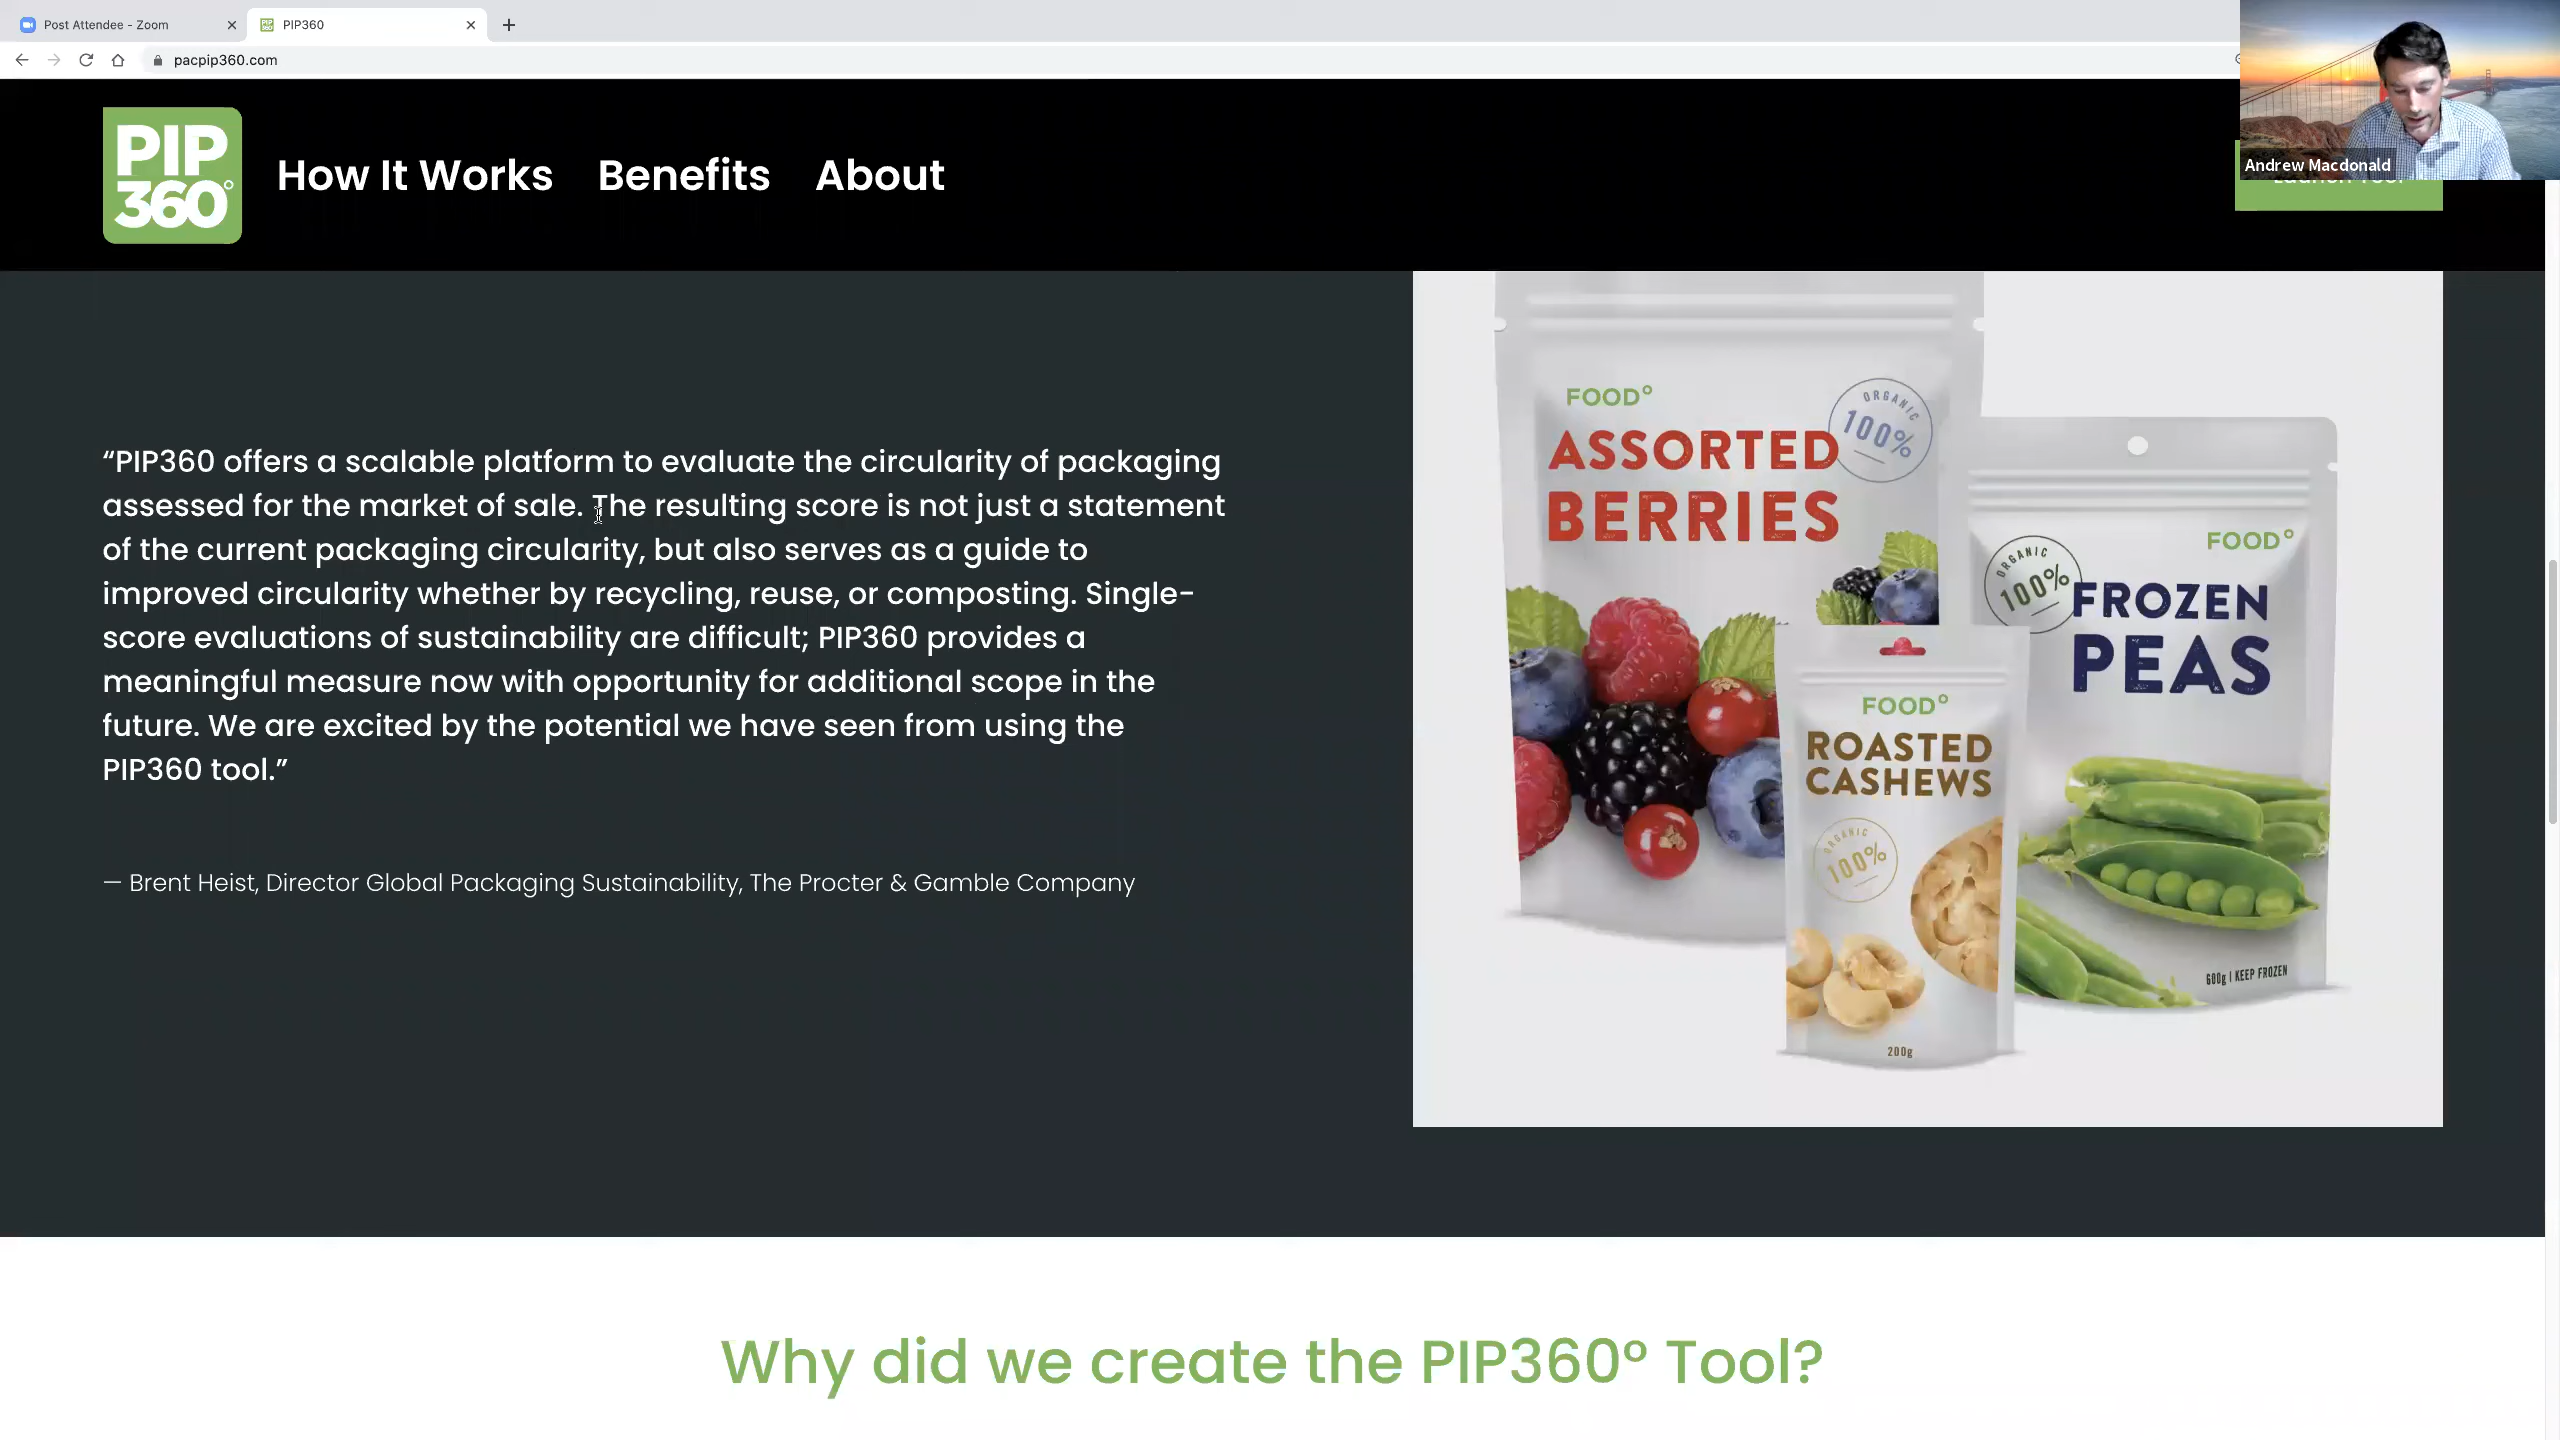 Post Attendee - Zoom
PIP360
pacpip360.com
PIP
360°
How It Works
Benefits
About
Andrew Macdonald
“PIP360 offers a scalable platform to evaluate the circularity of packaging
assessed for the market of sale. The resulting score is not just a statement
of the current packaging circularity, but also serves as a guide to
improved circularity whether by recycling, reuse, or composting. Single-
score evaluations of sustainability are difficult; PIP360 provides a
meaningful measure now with opportunity for additional scope in the
future. We are excited by the potential we have seen from using the
PIP360 tool.”
— Brent Heist, Director Global Packaging Sustainability, The Procter & Gamble Company
FOOD°
ORGANIC
100%
ASSORTED
BERRIES
FOOD°
ORGANIC
100%
FROZEN
PEAS
600g | KEEP FROZEN
FOOD°
ROASTED
CASHEWS
ORGANIC
100%
200g
Why did we create the PIP360° Tool?